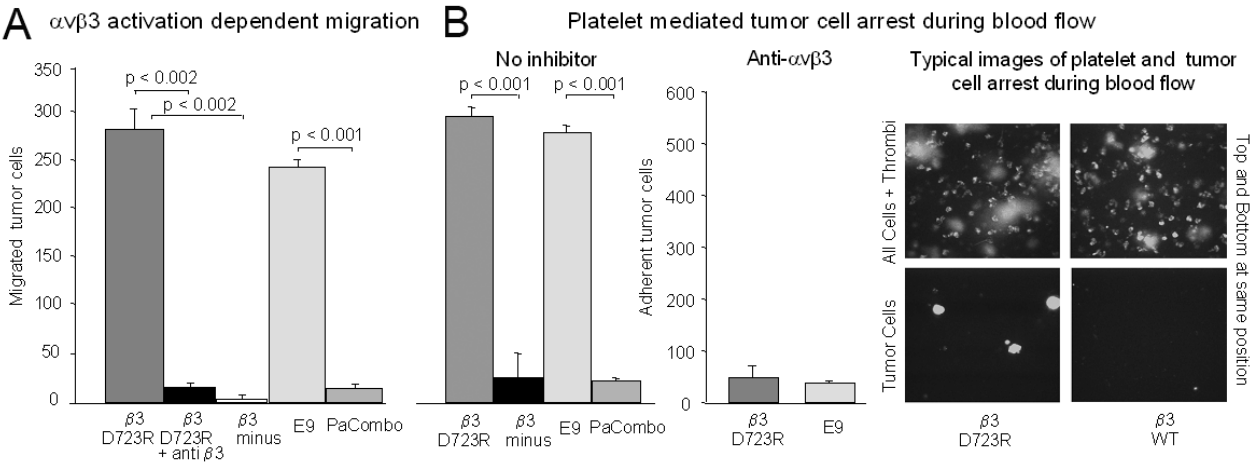 A
αvβ3 activation dependent migration
350
300
250
200
150
100
50
0
Migrated tumor cells
p < 0.002
p < 0.002
p < 0.001
β3
D723R
β3
D723R
+ anti β3
β3
minus
E9
PaCombo
B
Platelet mediated tumor cell arrest during blood flow
No inhibitor
p < 0.001
p < 0.001
β3
D723R
β3
minus
E9
PaCombo
Anti-αvβ3
600
500
400
300
200
100
0
Adherent tumor cells
β3
D723R
E9
Typical images of platelet and tumor
cell arrest during blood flow
All Cells + Thrombi
Tumor Cells
Top and Bottom at same position
β3
D723R
β3
WT